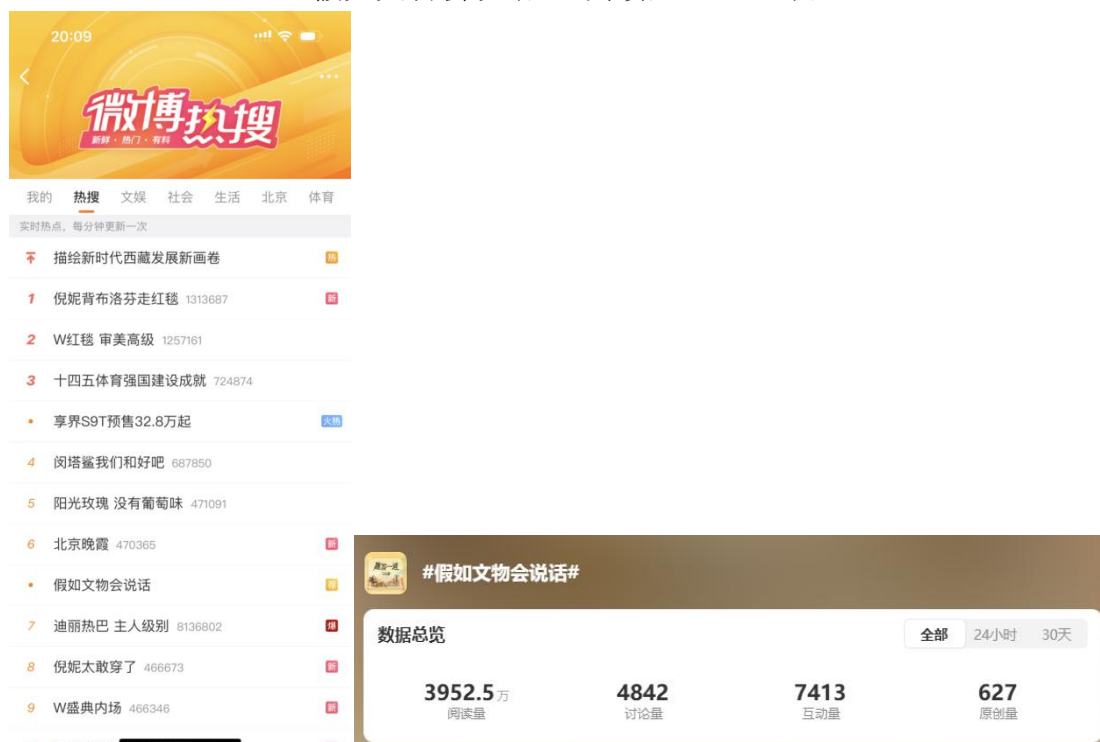 20:09
微博热搜
新鲜·热门·有料
我的 热搜 文娱 社会 生活 北京 体育
实时热点，每分钟更新一次
描绘新时代西藏发展新画卷 热
1 倪妮背布洛芬走红毯 1313687 新
2 W红毯 审美高级 1257161
3 十四五体育强国建设成就 724874
• 享界S9T预售32.8万起 火热
4 闵塔鲨我们和好吧 687850
5 阳光玫瑰 没有葡萄味 471091
6 北京晚霞 470365 新
• 假如文物会说话 荐
7 迪丽热巴 主人级别 8136802 爆
8 倪妮太敢穿了 466673 新
9 W盛典内场 466346 新
#假如文物会说话#
数据总览 全部 24小时 30天
3952.5万 4842 7413 627
阅读量 讨论量 互动量 原创量